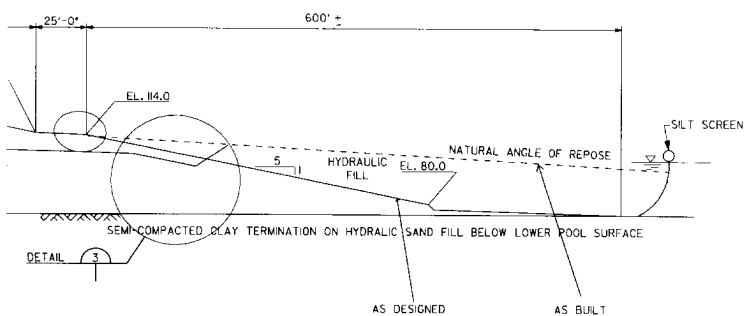 25'-0"
600' ±
EL. 114.0
SILT SCREEN
5
1
HYDRAULIC
FILL
EL. 80.0
NATURAL ANGLE OF REPOSE
SEMI-COMPACTED CLAY TERMINATION ON HYDRALIC SAND FILL BELOW LOWER POOL SURFACE
DETAIL
3
AS DESIGNED
AS BUILT